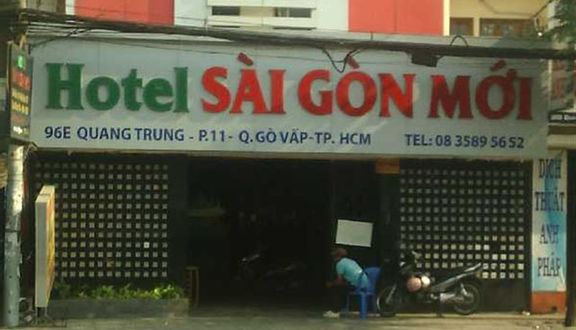 Hotel SÀI GÒN MỚI
96E QUANG TRUNG - P.11- Q.GÒ VẤP-TP. HCM TEL: 08 3589 56 52
DỊCH
THUẬT
ANH
PHÁP